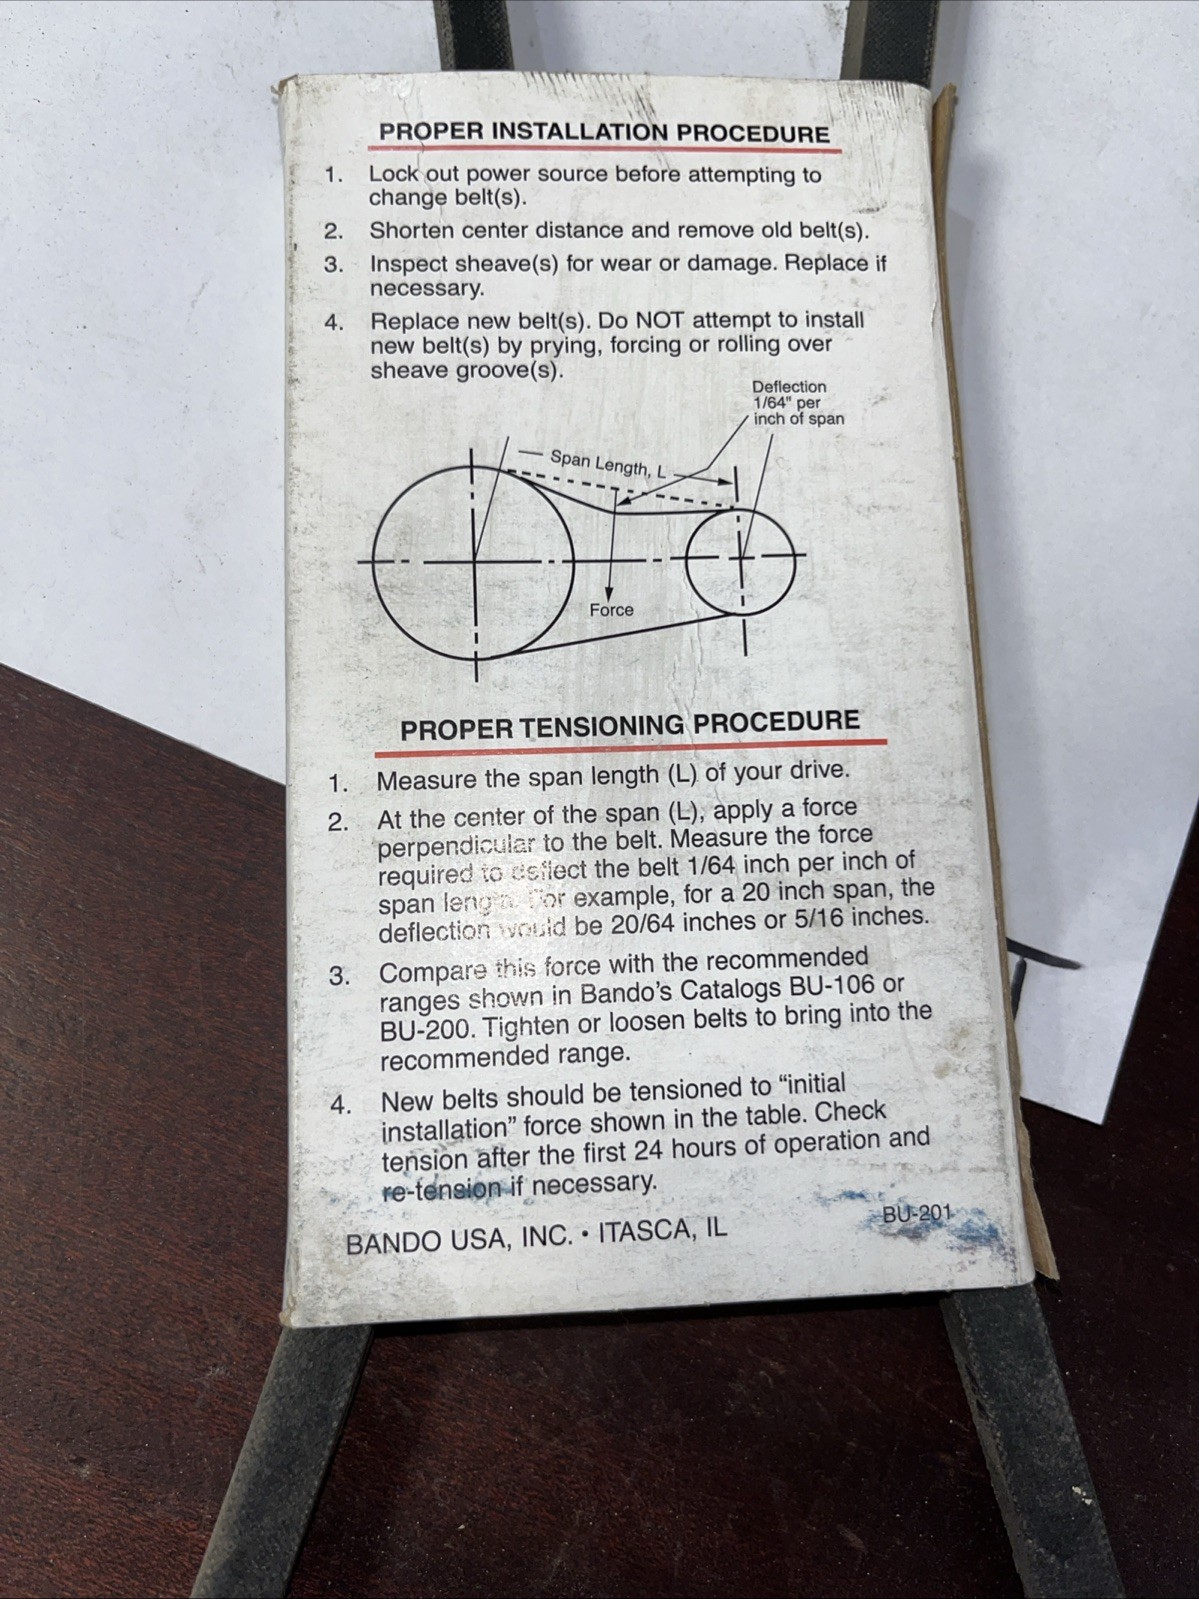 PROPER INSTALLATION PROCEDURE
1. Lock out power source before attempting to
change belt(s).
2. Shorten center distance and remove old belt(s).
3. Inspect sheave(s) for wear or damage. Replace if
necessary.
4. Replace new belt(s). Do NOT attempt to install
new belt(s) by prying, forcing or rolling over
sheave groove(s).
Deflection
1/64" per
inch of span
Span Length, L
Force
PROPER TENSIONING PROCEDURE
1. Measure the span length (L) of your drive.
2. At the center of the span (L), apply a force
perpendicular to the belt. Measure the force
required to deflect the belt 1/64 inch per inch of
span length. For example, for a 20 inch span, the
deflection would be 20/64 inches or 5/16 inches.
3. Compare this force with the recommended
ranges shown in Bando's Catalogs BU-106 or
BU-200. Tighten or loosen belts to bring into the
recommended range.
4. New belts should be tensioned to "initial
installation" force shown in the table. Check
tension after the first 24 hours of operation and
re-tension if necessary.
BANDO USA, INC. • ITASCA, IL
BU-201